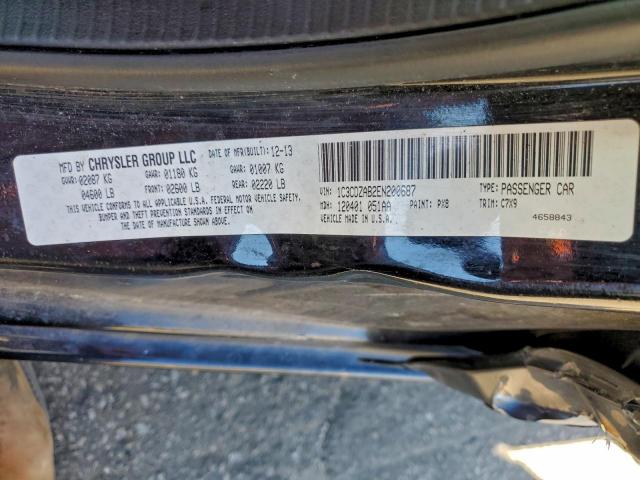 MFD BY CHRYSLER GROUP LLC DATE OF MFR(BUILT): 12-13
GVWR: 02087 KG GAWR: 01180 KG GAWR: 01007 KG
04600 LB FRONT: 02600 LB REAR: 02220 LB
THIS VEHICLE CONFORMS TO ALL APPLICABLE U.S.A. FEDERAL MOTOR VEHICLE SAFETY,
BUMPER AND THEFT PREVENTION STANDARDS IN EFFECT ON
THE DATE OF MANUFACTURE SHOWN ABOVE.
VIN: 1C3CDZAB2EN200687 TYPE: PASSENGER CAR
MDH: 120401 051AA PAINT: PX8 TRIM: C7X9
VEHICLE MADE IN U.S.A.
4658843